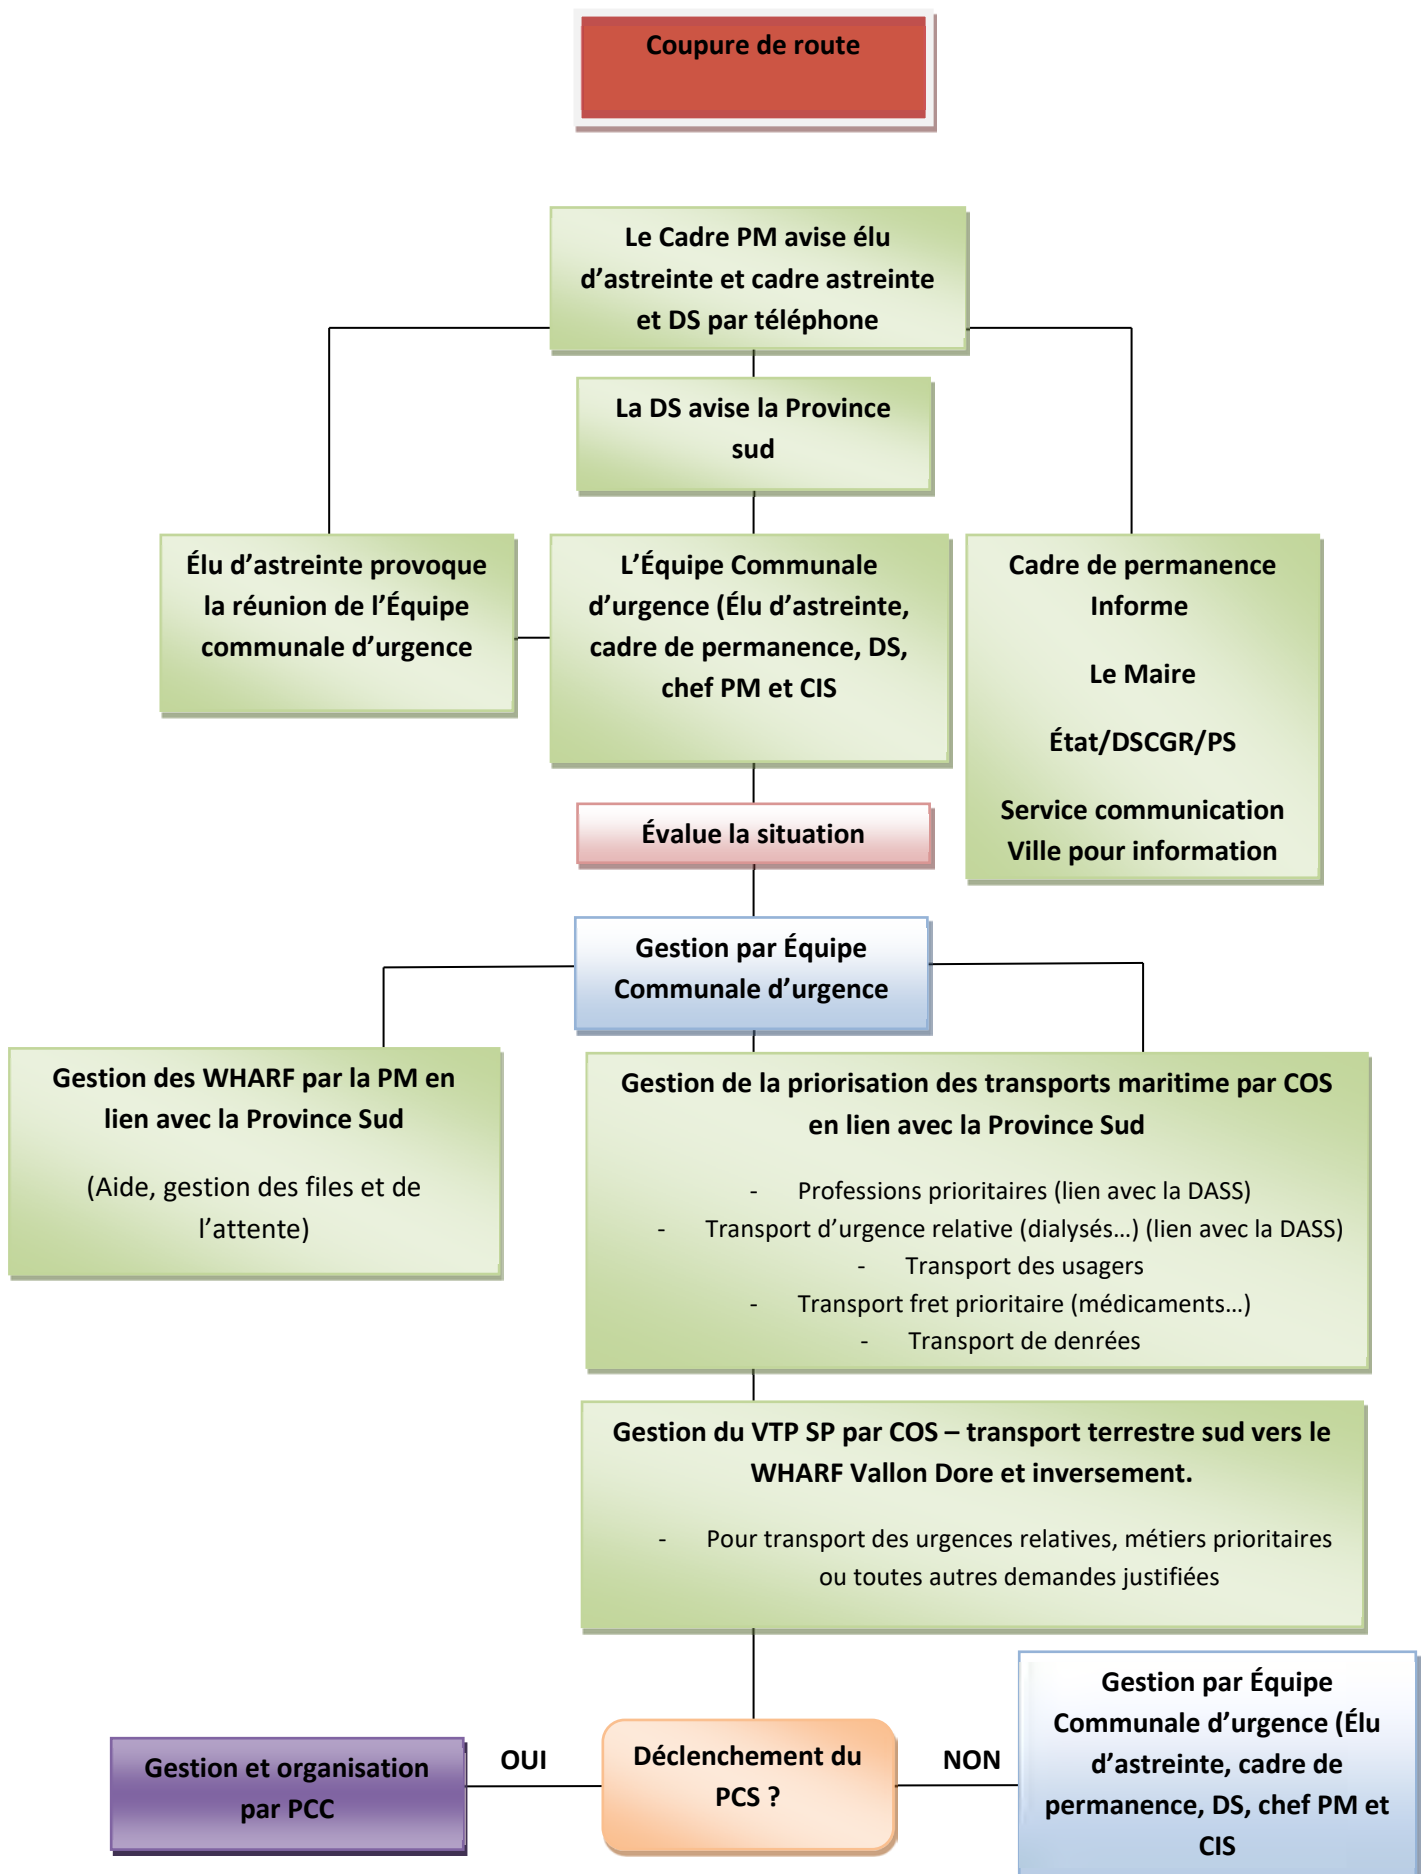 Coupure de route
Le Cadre PM avise élu
d’astreinte et cadre astreinte
et DS par téléphone
La DS avise la Province
sud
Élu d’astreinte provoque
la réunion de l’Équipe
communale d’urgence
L’Équipe Communale
d’urgence (Élu d’astreinte,
cadre de permanence, DS,
chef PM et CIS
Cadre de permanence
Informe
Le Maire
État/DSCGR/PS
Service communication
Ville pour information
Évalue la situation
Gestion par Équipe
Communale d’urgence
Gestion des WHARF par la PM en
lien avec la Province Sud
(Aide, gestion des files et de
l’attente)
Gestion de la priorisation des transports maritime par COS
en lien avec la Province Sud
- Professions prioritaires (lien avec la DASS)
- Transport d’urgence relative (dialysés…) (lien avec la DASS)
- Transport des usagers
- Transport fret prioritaire (médicaments…)
- Transport de denrées
Gestion du VTP SP par COS – transport terrestre sud vers le
WHARF Vallon Dore et inversement.
- Pour transport des urgences relatives, métiers prioritaires
ou toutes autres demandes justifiées
Gestion et organisation
par PCC
OUI
Déclenchement du
PCS ?
NON
Gestion par Équipe
Communale d’urgence (Élu
d’astreinte, cadre de
permanence, DS, chef PM et
CIS